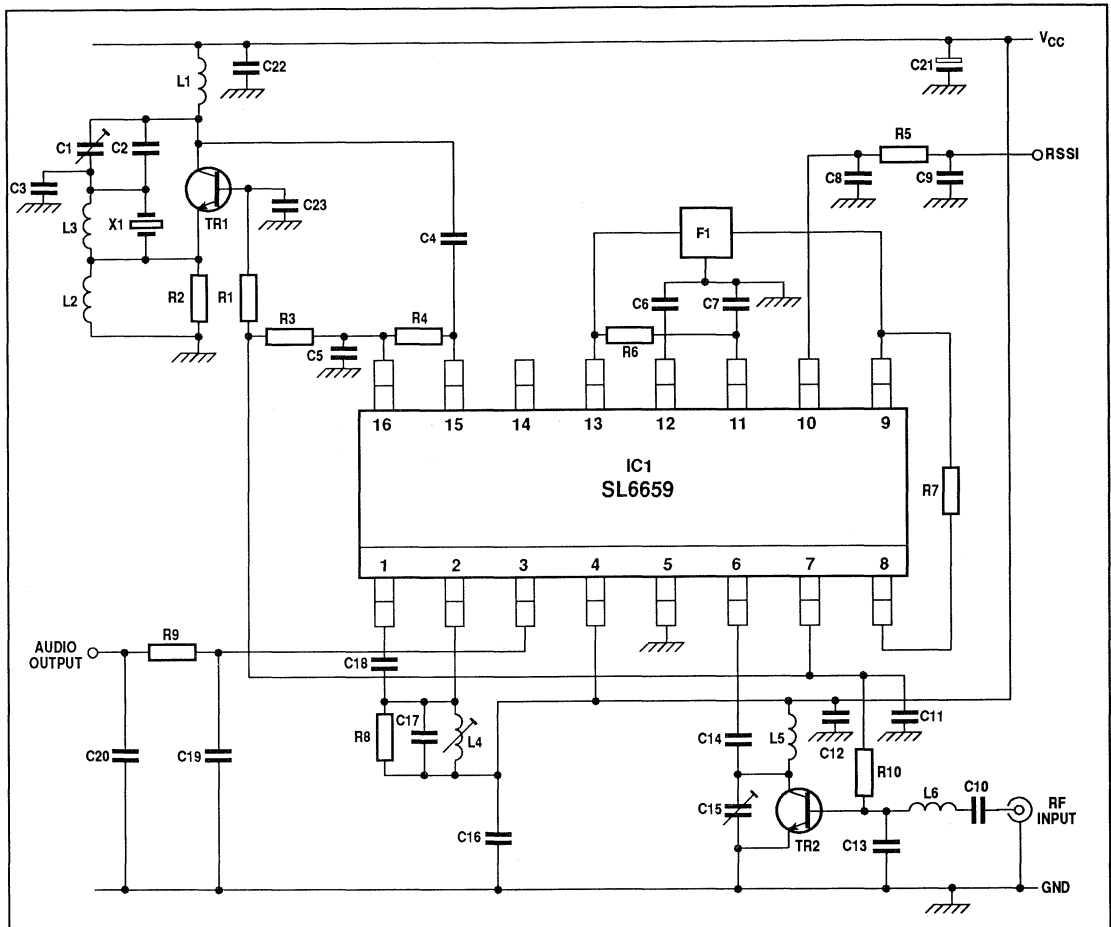 VCC
C22
C21
L1
R5
RSSI
C1
C2
C8
C9
C3
C23
F1
L3
X1
TR1
C4
L2
R2
R1
C6
C7
R3
R4
C5
R6
16
15
14
13
12
11
10
9
IC1
SL6659
R7
1
2
3
4
5
6
7
8
AUDIO
OUTPUT
R9
C18
C17
R8
L4
C14
L5
C12
C11
C20
C19
R10
C15
L6
C10
RF
INPUT
C16
TR2
C13
GND